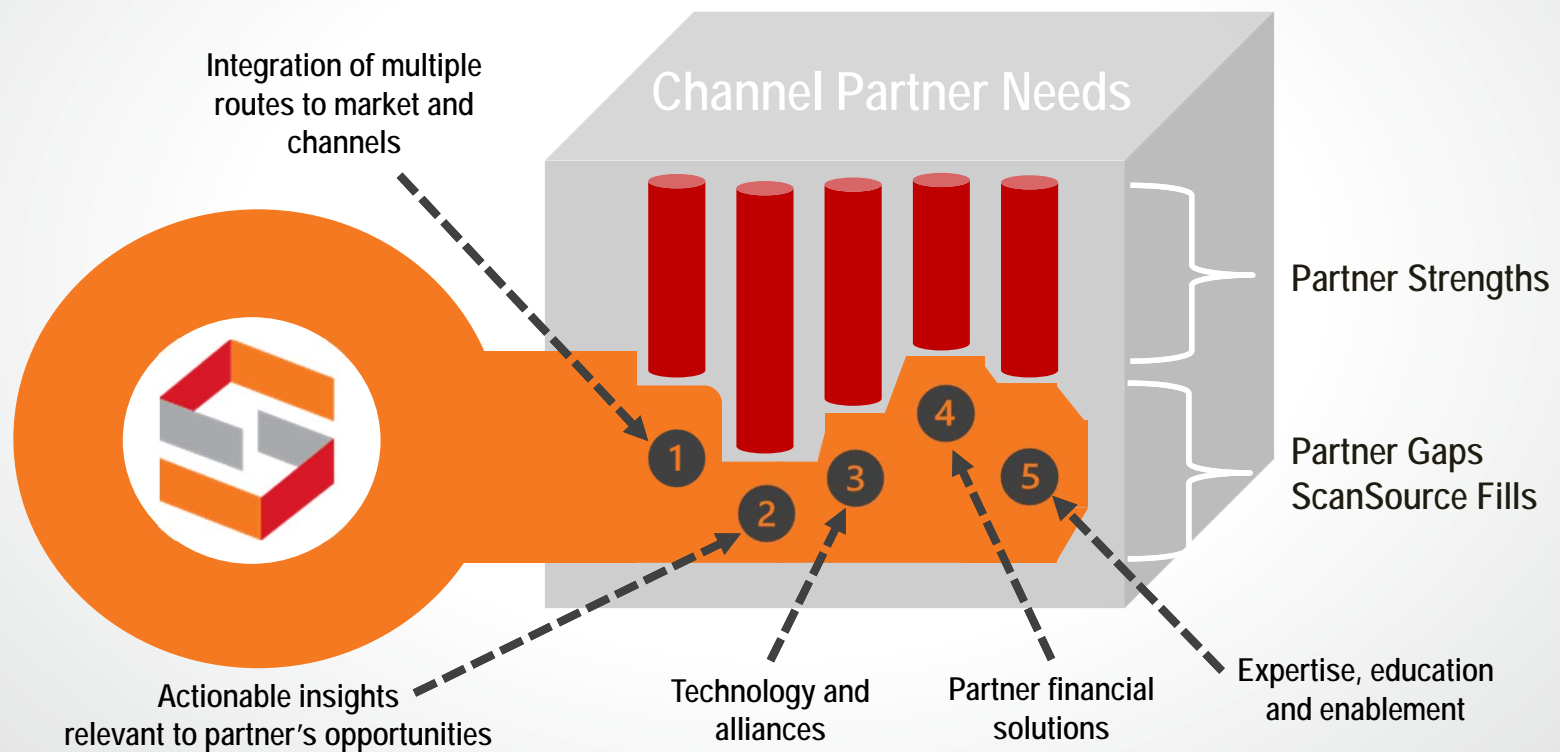 Integration of multiple
routes to market and
channels
Channel Partner Needs
Partner Strengths
Partner Gaps
ScanSource Fills
1
2
3
4
5
Actionable insights
relevant to partner’s opportunities
Technology and
alliances
Partner financial
solutions
Expertise, education
and enablement